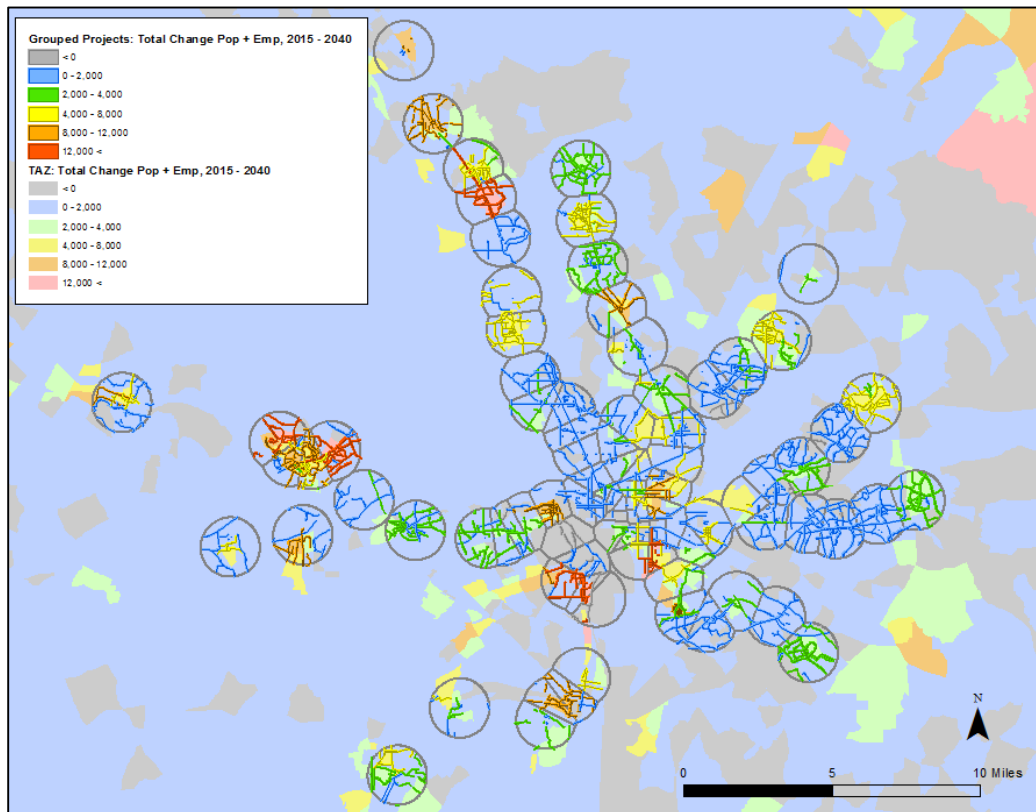 Grouped Projects: Total Change Pop + Emp, 2015 - 2040
< 0
0 - 2,000
2,000 - 4,000
4,000 - 8,000
8,000 - 12,000
12,000 <
TAZ: Total Change Pop + Emp, 2015 - 2040
< 0
0 - 2,000
2,000 - 4,000
4,000 - 8,000
8,000 - 12,000
12,000 <
N
0 5 10 Miles